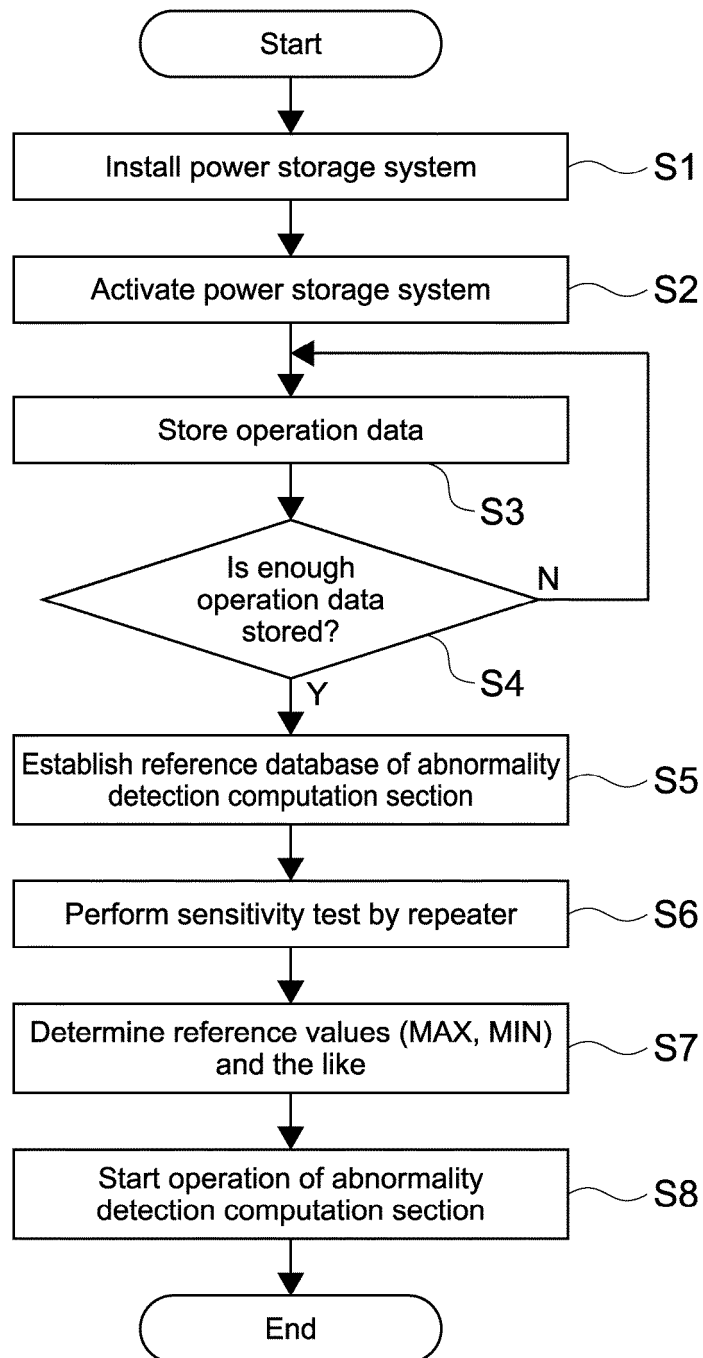 Start
Install power storage system
S1
Activate power storage system
S2
Store operation data
S3
Is enough
operation data
stored?
N
S4
Y
Establish reference database of abnormality
detection computation section
S5
Perform sensitivity test by repeater
S6
Determine reference values (MAX, MIN)
and the like
S7
Start operation of abnormality
detection computation section
S8
End